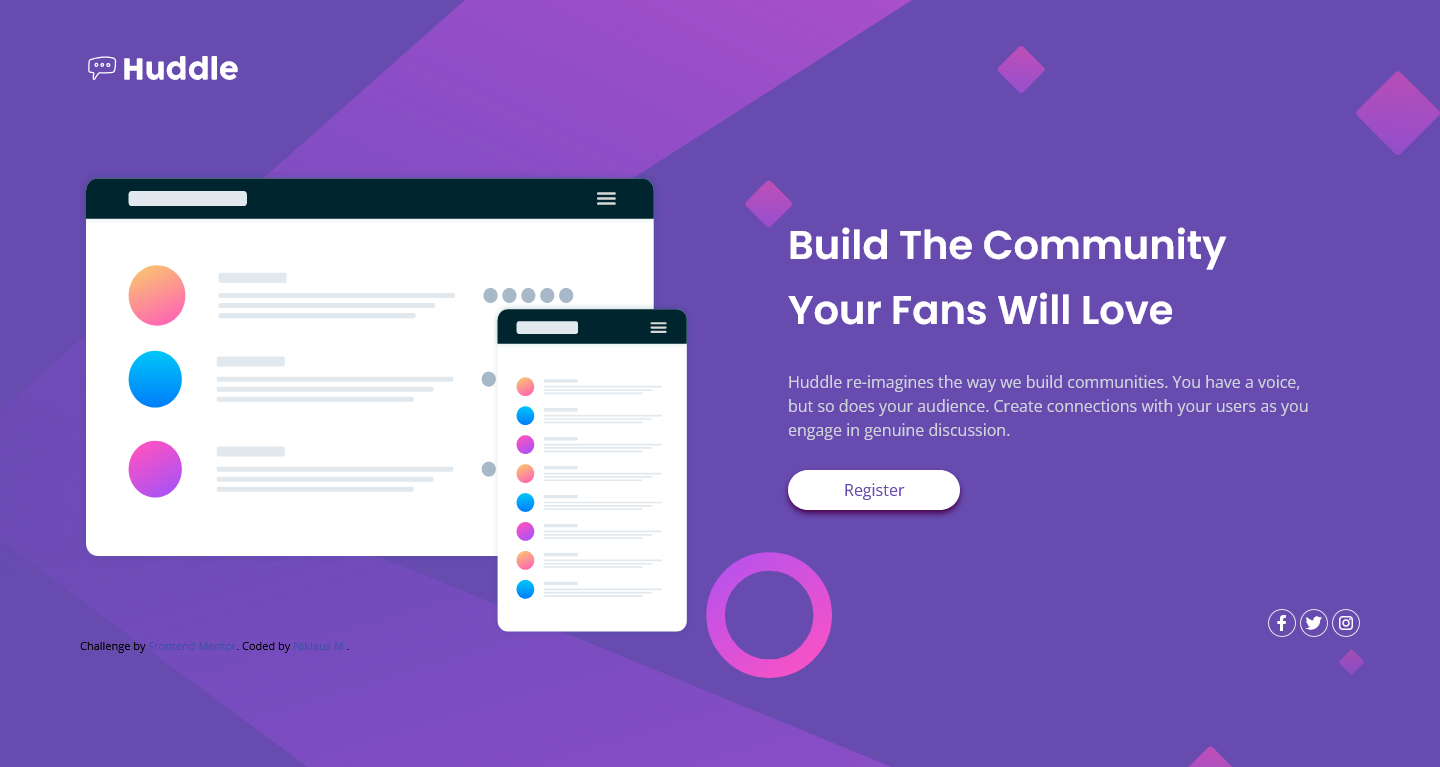 Huddle
Build The Community
Your Fans Will Love
Huddle re-imagines the way we build communities. You have a voice,
but so does your audience. Create connections with your users as you
engage in genuine discussion.
Register
Challenge by Frontend Mentor. Coded by Niklaus M..